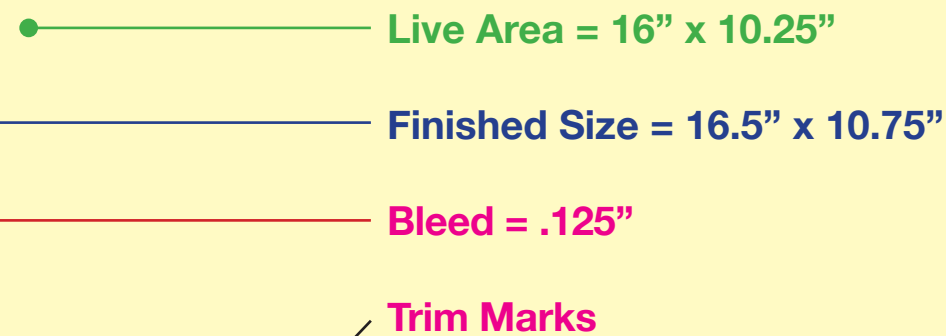 Live Area = 16” x 10.25”
Finished Size = 16.5” x 10.75”
Bleed = .125”
Trim Marks